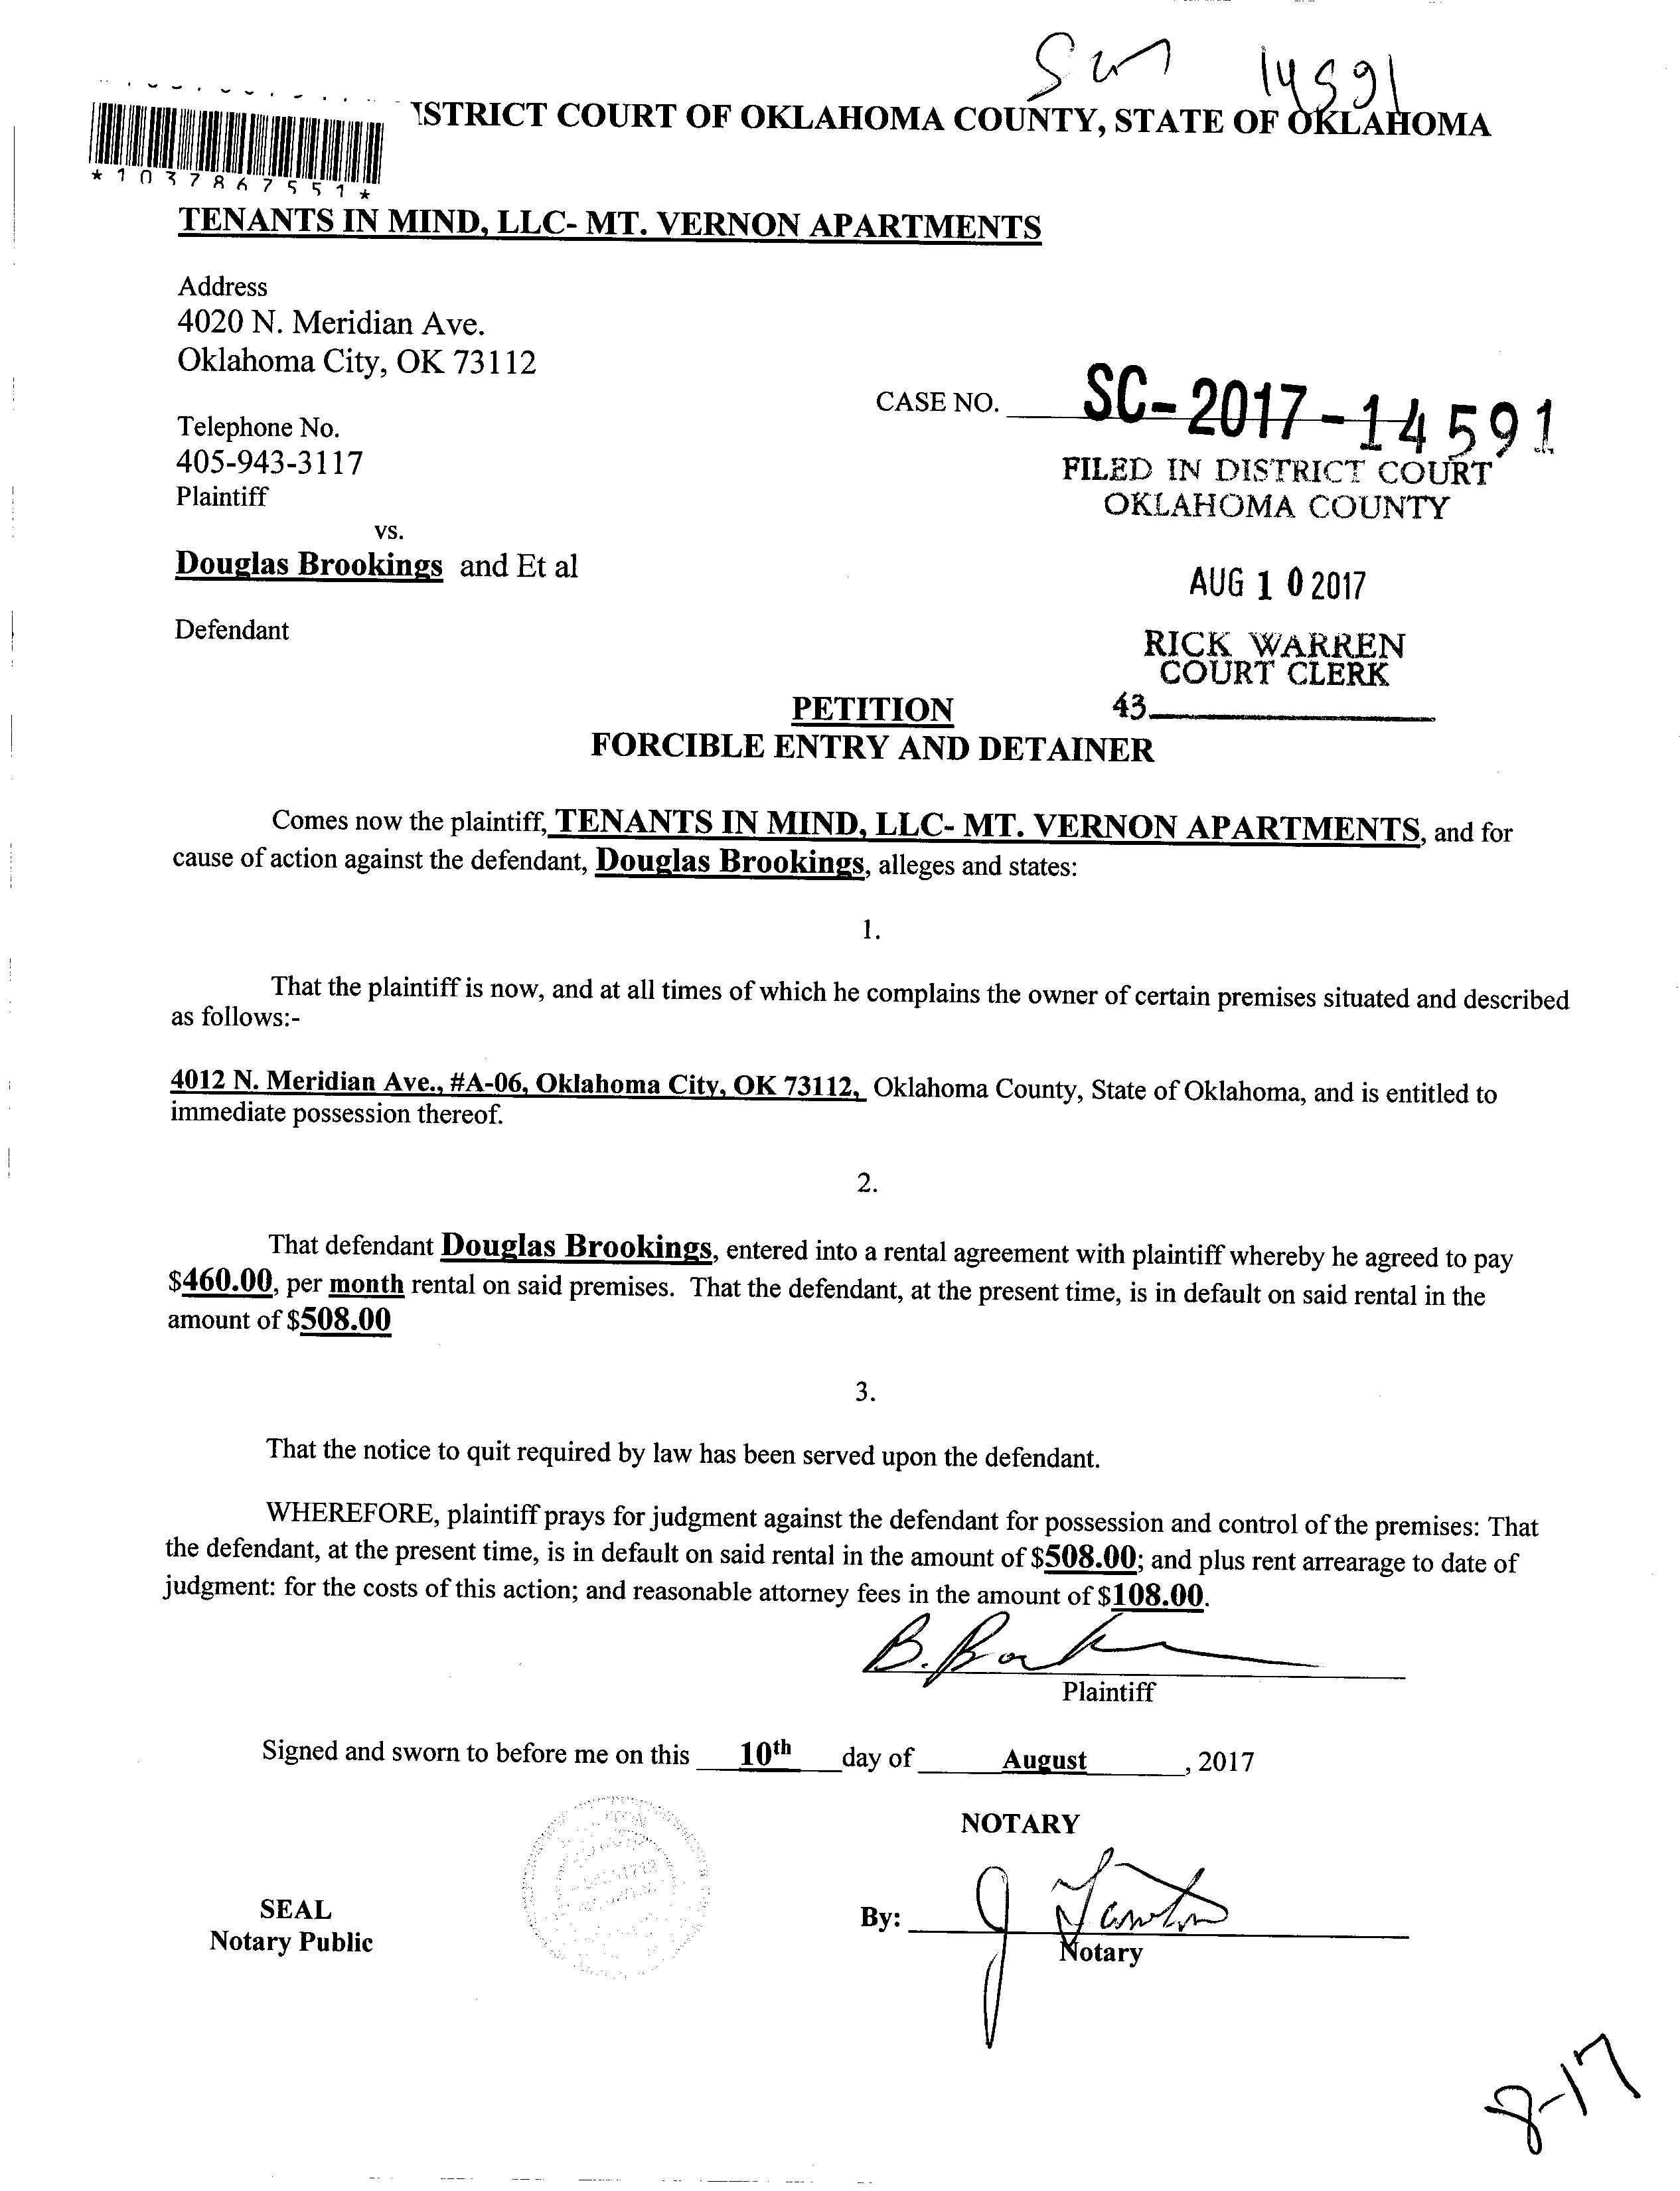 14591
ISTRICT COURT OF OKLAHOMA COUNTY, STATE OF OKLAHOMA
*1037867551*
TENANTS IN MIND, LLC- MT. VERNON APARTMENTS
Address
4020 N. Meridian Ave.
Oklahoma City, OK 73112
CASE NO. SC-2017-14591
Telephone No.
405-943-3117
FILED IN DISTRICT COURT
Plaintiff
OKLAHOMA COUNTY
vs.
Douglas Brookings and Et al
AUG 10 2017
Defendant
RICK WARREN
COURT CLERK
43
PETITION
FORCIBLE ENTRY AND DETAINER
Comes now the plaintiff, TENANTS IN MIND, LLC- MT. VERNON APARTMENTS, and for
cause of action against the defendant, Douglas Brookings, alleges and states:
1.
That the plaintiff is now, and at all times of which he complains the owner of certain premises situated and described
as follows:-
4012 N. Meridian Ave., #A-06, Oklahoma City, OK 73112, Oklahoma County, State of Oklahoma, and is entitled to
immediate possession thereof.
2.
That defendant Douglas Brookings, entered into a rental agreement with plaintiff whereby he agreed to pay
$460.00, per month rental on said premises. That the defendant, at the present time, is in default on said rental in the
amount of $508.00
3.
That the notice to quit required by law has been served upon the defendant.
WHEREFORE, plaintiff prays for judgment against the defendant for possession and control of the premises: That
the defendant, at the present time, is in default on said rental in the amount of $508.00; and plus rent arrearage to date of
judgment: for the costs of this action; and reasonable attorney fees in the amount of $108.00.
Plaintiff
Signed and sworn to before me on this 10th day of August, 2017
NOTARY
SEAL
By:
Notary Public
Notary
8-17